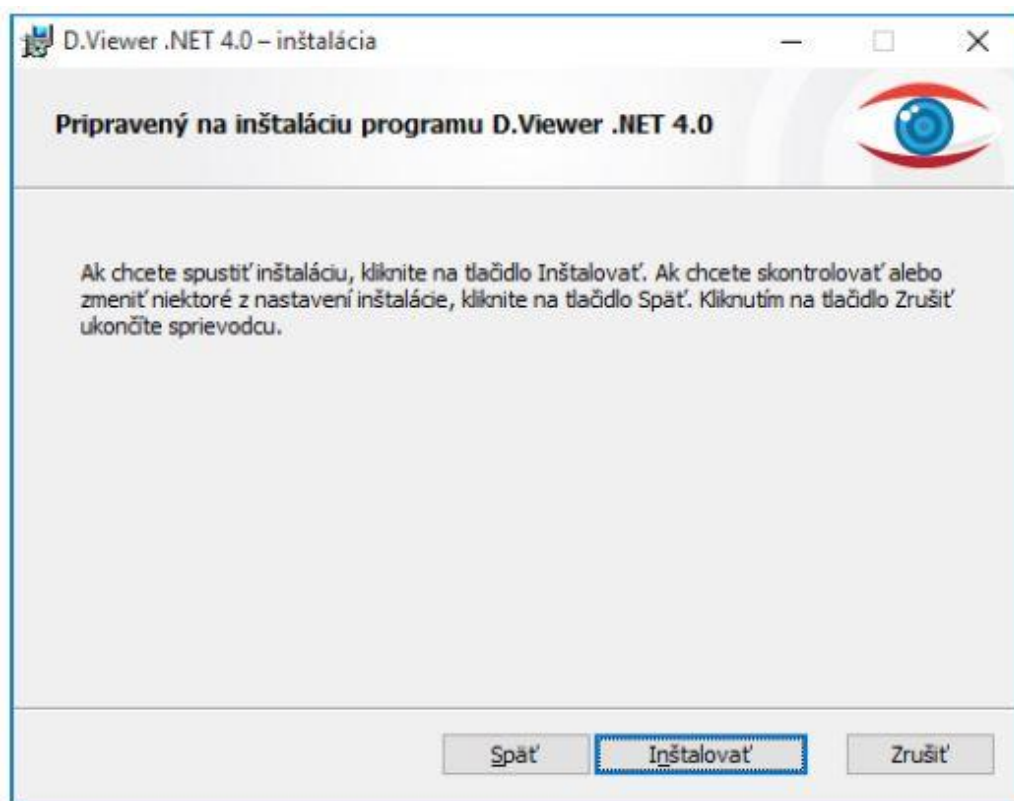 D.Viewer .NET 4.0 – inštalácia
Pripravený na inštaláciu programu D.Viewer .NET 4.0
Ak chcete spustiť inštaláciu, kliknite na tlačidlo Inštalovať. Ak chcete skontrolovať alebo
zmeniť niektoré z nastavení inštalácie, kliknite na tlačidlo Späť. Kliknutím na tlačidlo Zrušiť
ukončíte sprievodcu.
Späť Inštalovať Zrušiť